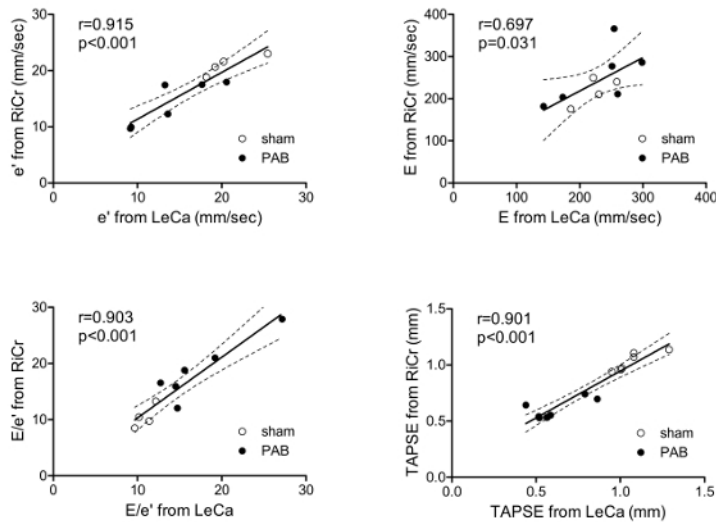 r=0.915
p<0.001
e' from RiCr (mm/sec)
30
20
10
0
0
10
20
30
sham
PAB
e' from LeCa (mm/sec)
r=0.697
p=0.031
E from RiCr (mm/sec)
400
300
200
100
0
0
100
200
300
400
sham
PAB
E from LeCa (mm/sec)
r=0.903
p<0.001
E/e' from RiCr
30
20
10
0
0
10
20
30
sham
PAB
E/e' from LeCa
r=0.901
p<0.001
TAPSE from RiCr (mm)
1.5
1.0
0.5
0.0
0.0
0.5
1.0
1.5
sham
PAB
TAPSE from LeCa (mm)